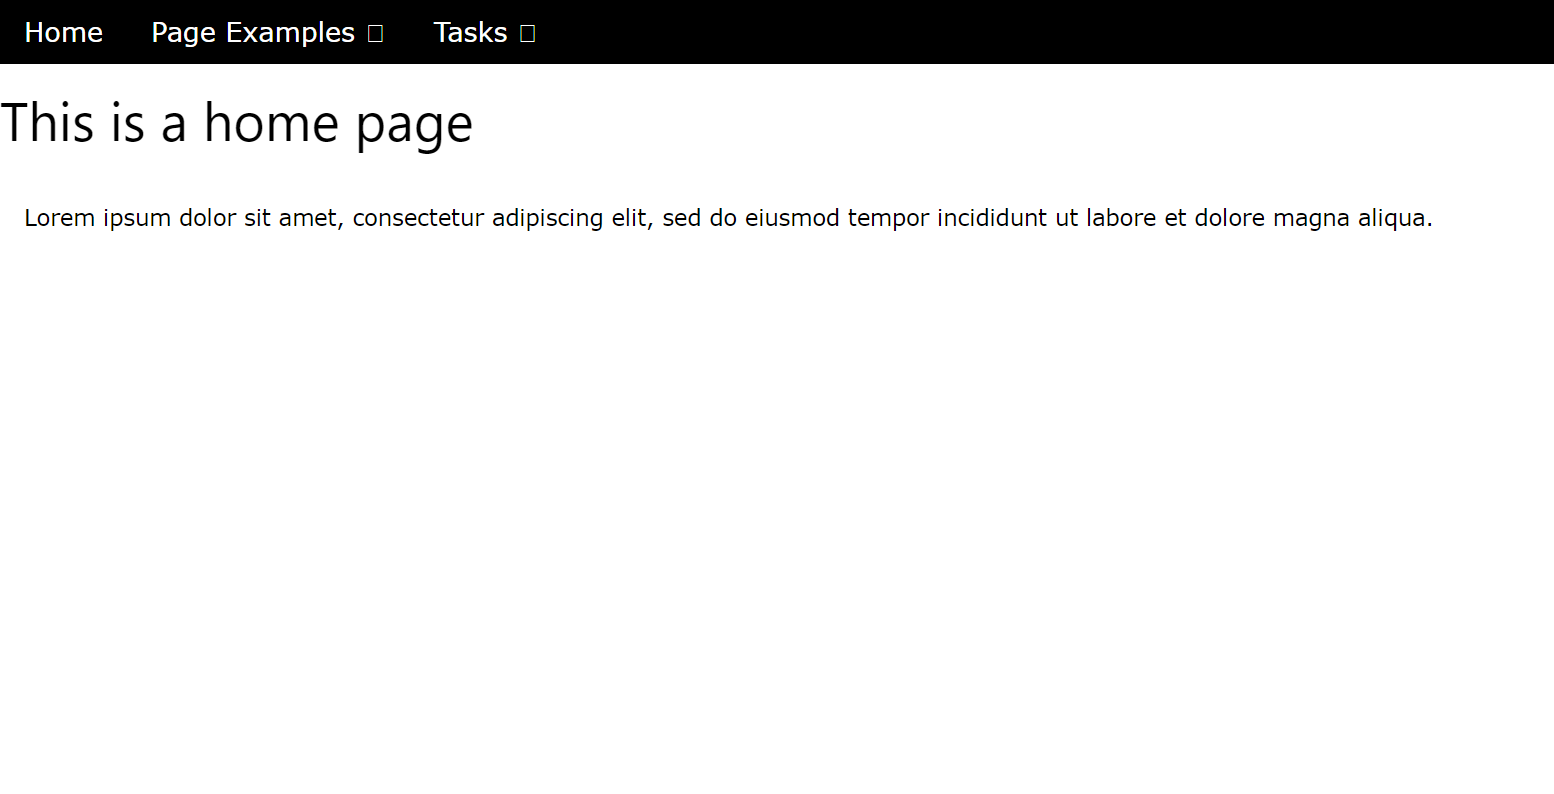 Home Page Examples Tasks
This is a home page
Lorem ipsum dolor sit amet, consectetur adipiscing elit, sed do eiusmod tempor incididunt ut labore et dolore magna aliqua.